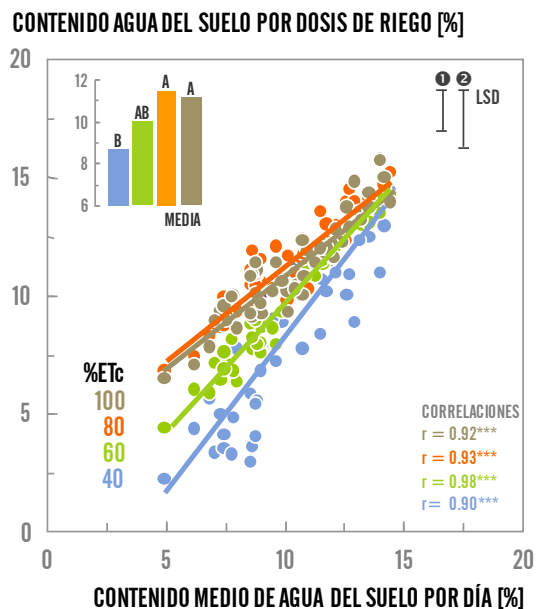 CONTENIDO AGUA DEL SUELO POR DOSIS DE RIEGO [%]
20
15
10
5
0
12
10
8
6
B
AB
A
A
MEDIA
❶ ❷ LSD
%ETc
100
80
60
40
CORRELACIONES
r = 0.92***
r = 0.93***
r = 0.98***
r = 0.90***
0 5 10 15 20
CONTENIDO MEDIO DE AGUA DEL SUELO POR DÍA [%]